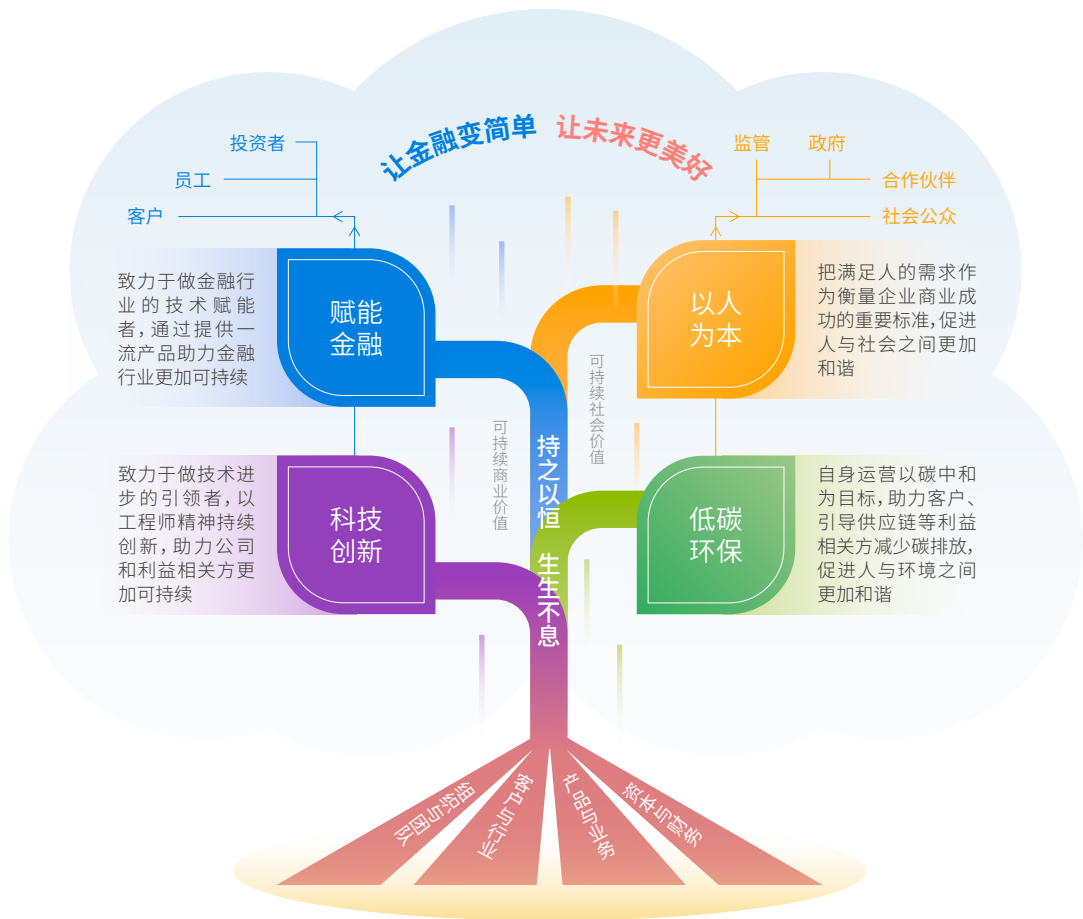 让金融变简单 让未来更美好
投资者
员工
客户
监管
政府
合作伙伴
社会公众
致力于做金融行
业的技术赋能
者，通过提供一
流产品助力金融
行业更加可持续
赋能
金融
以人
为本
把满足人的需求作
为衡量企业商业成
功的重要标准，促进
人与社会之间更加
和谐
可持续社会价值
可持续商业价值
持之以恒 生生不息
致力于做技术进
步的引领者，以
工程师精神持续
创新，助力公司
和利益相关方更
加可持续
科技
创新
低碳
环保
自身运营以碳中和
为目标，助力客户、
引导供应链等利益
相关方减少碳排放，
促进人与环境之间
更加和谐
组织与团队
客户与行业
产品与业务
资本与财务